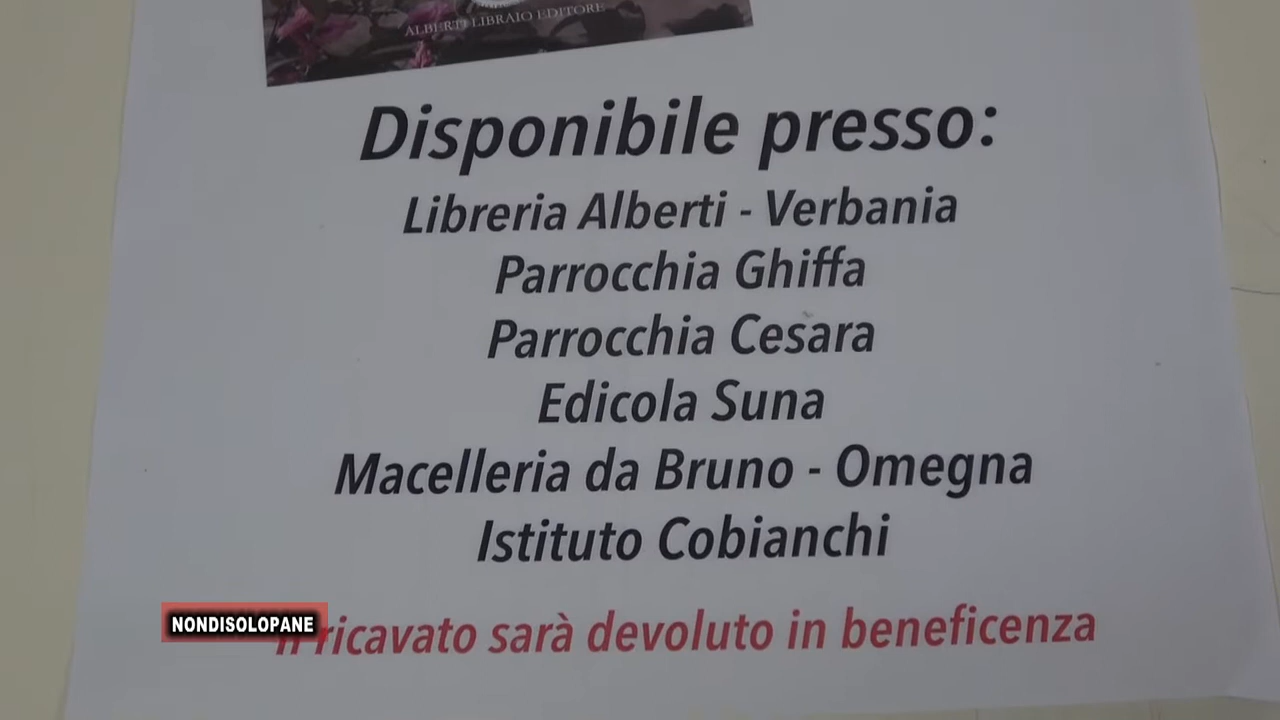 ALBERTI LIBRAIO EDITORE
Disponibile presso:
Libreria Alberti - Verbania
Parrocchia Ghiffa
Parrocchia Cesara
Edicola Suna
Macelleria da Bruno - Omegna
Istituto Cobianchi
Il ricavato sarà devoluto in beneficenza
NONDISOLOPANE